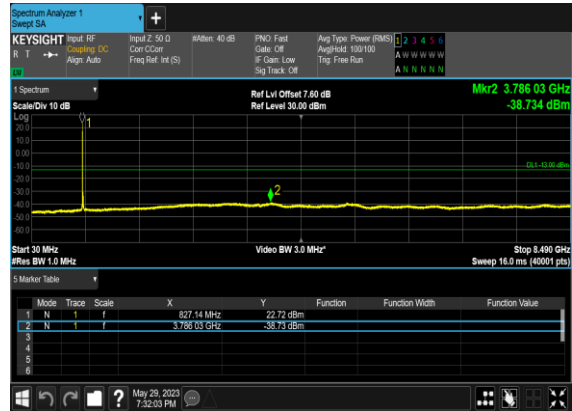 Spectrum Analyzer 1
Swept SA
KEYSIGHT Input: RF Input Z: 50 Ω #Atten: 40 dB PNO: Fast Avg Type: Power (RMS) 1 2 3 4 5 6
R T Coupling: DC Corr CCorr Gate: Off Avg|Hold: 100/100 A W W W W W
Align: Auto Freq Ref: Int (S) IF Gain: Low Trig: Free Run A N N N N N
Sig Track: Off
1 Spectrum Ref Lvl Offset 7.60 dB Mkr2 3.786 03 GHz
Scale/Div 10 dB Ref Level 30.00 dBm -38.734 dBm
Log
20.0 1
10.0
0.00
-10.0 DL1 -13.00 dBm
-20.0
-30.0 2
-40.0
-50.0
-60.0
Start 30 MHz Video BW 3.0 MHz* Stop 8.490 GHz
#Res BW 1.0 MHz Sweep 16.0 ms (40001 pts)
5 Marker Table
Mode Trace Scale X Y Function Function Width Function Value
1 N 1 f 827.14 MHz 22.72 dBm
2 N 1 f 3.786 03 GHz -38.73 dBm
3
4
5
6
? May 29, 2023
7:32:03 PM